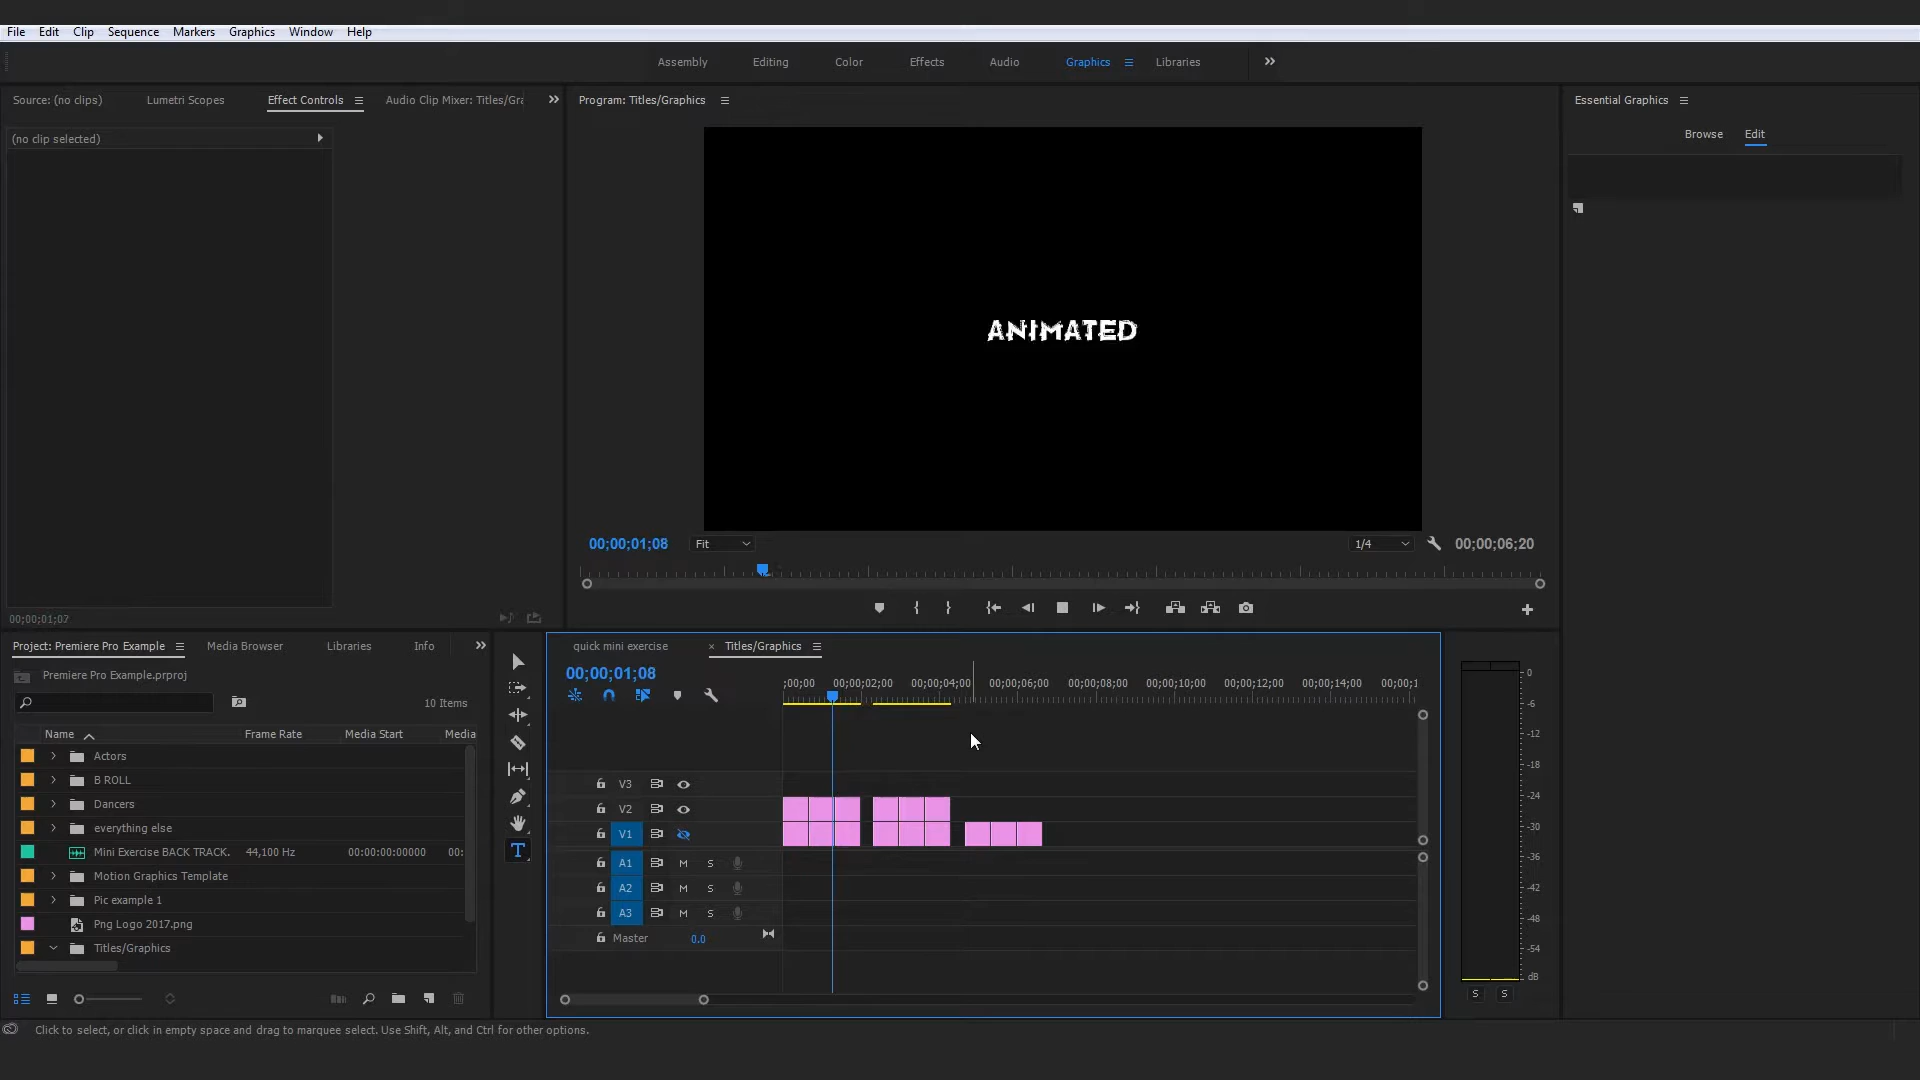 File Edit Clip Sequence Markers Graphics Window Help
Assembly Editing Color Effects Audio Graphics Libraries
Source: (no clips) Lumetri Scopes Effect Controls Audio Clip Mixer: Titles/Gra
Program: Titles/Graphics
Essential Graphics
(no clip selected)
Browse Edit
ANIMATED
00;00;01;08 Fit 1/4 00;00;06;20
00;00;01;07
Project: Premiere Pro Example Media Browser Libraries Info
quick mini exercise × Titles/Graphics
Premiere Pro Example.prproj
00;00;01;08
;00;00 00;00;02;00 00;00;04;00 00;00;06;00 00;00;08;00 00;00;10;00 00;00;12;00 00;00;14;00 00;00;1
10 Items
Name Frame Rate Media Start Media
Actors
B ROLL
Dancers
everything else
Mini Exercise BACK TRACK. 44,100 Hz 00:00:00:00000 00:
Motion Graphics Template
Pic example 1
Png Logo 2017.png
Titles/Graphics
V3
V2
V1
A1 M S
A2 M S
A3 M S
Master 0.0
0
-6
-12
-18
-24
-30
-36
-42
-48
-54
dB
S S
Click to select, or click in empty space and drag to marquee select. Use Shift, Alt, and Ctrl for other options.